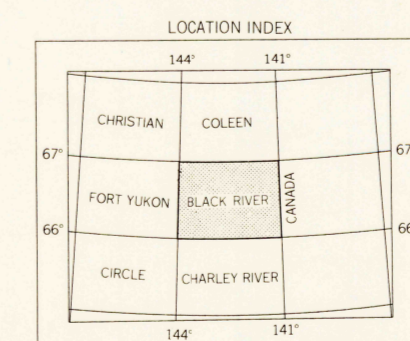 LOCATION INDEX
144° 141°
CHRISTIAN COLEEN
67° 67
FORT YUKON BLACK RIVER CANADA
66° 66
CIRCLE CHARLEY RIVER
144° 141°